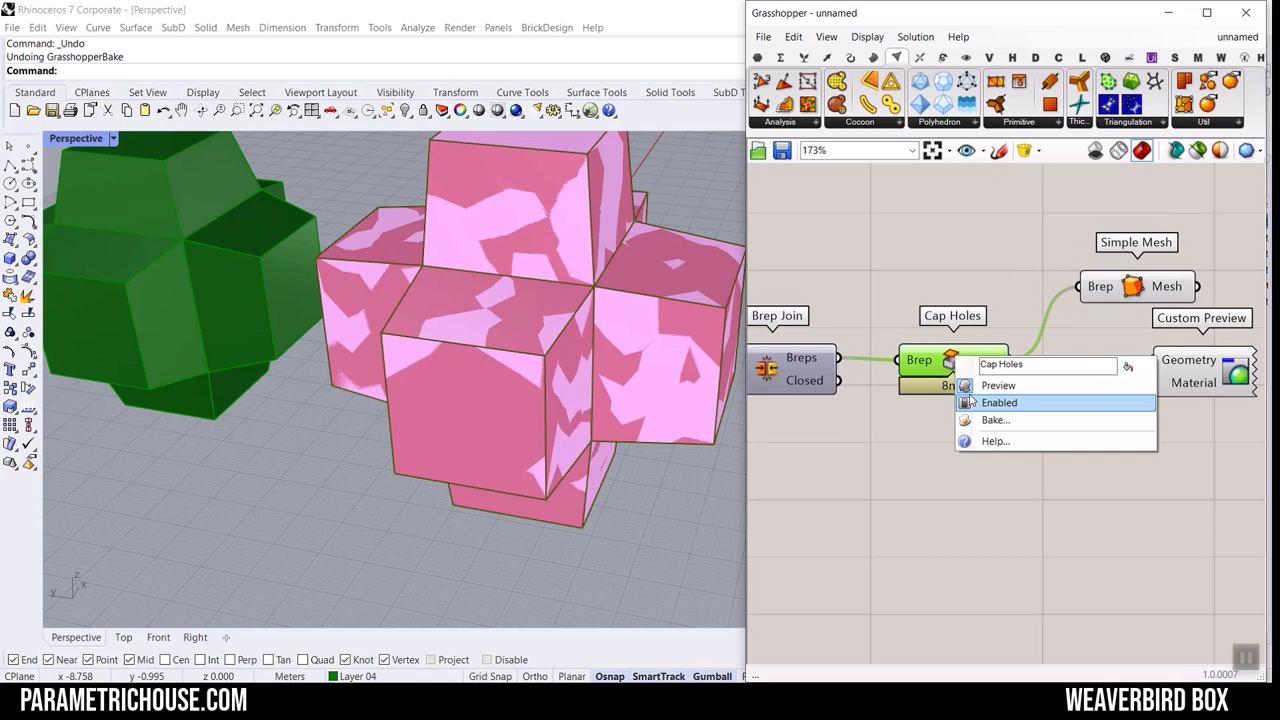 Rhinoceros 7 Corporate - [Perspective]
File Edit View Curve Surface SubD Solid Mesh Dimension Transform Tools Analyze Render Panels BrickDesign Help
Command: _Undo
Undoing GrasshopperBake
Command:
Standard CPlanes Set View Display Select Viewport Layout Visibility Transform Curve Tools Surface Tools Solid Tools SubD T
Perspective
z
x
y
Perspective Top Front Right
End Near Point Mid Cen Int Perp Tan Quad Knot Vertex Project Disable
CPlane x -8.758 y -0.995 z 0.000 Meters Layer 04 Grid Snap Ortho Planar Osnap SmartTrack Gumball
Grasshopper - unnamed
File Edit View Display Solution Help unnamed
V H D C L M U S M W H
Analysis Cocoon Polyhedron Primitive Thic... Triangulation Util
173%
Simple Mesh
Brep Mesh
Brep Join Cap Holes Custom Preview
Breps Brep Geometry
Closed Material
Cap Holes
Preview
Enabled
Bake...
Help...
... 1.0.0007
PARAMETRICHOUSE.COM WEAVERBIRD BOX